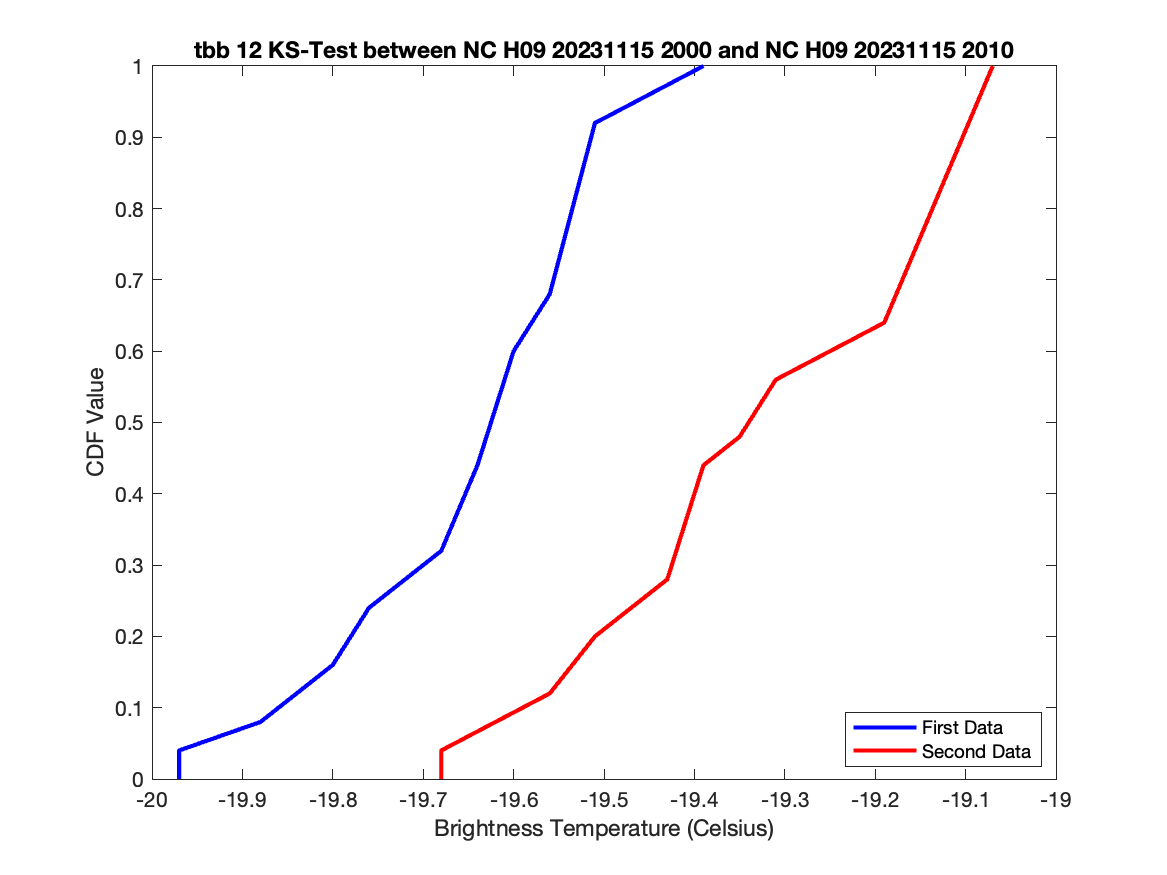 tbb 12 KS-Test between NC H09 20231115 2000 and NC H09 20231115 2010
1
0.9
0.8
0.7
0.6
0.5
0.4
0.3
0.2
0.1
0
CDF Value
First Data
Second Data
-20 -19.9 -19.8 -19.7 -19.6 -19.5 -19.4 -19.3 -19.2 -19.1 -19
Brightness Temperature (Celsius)